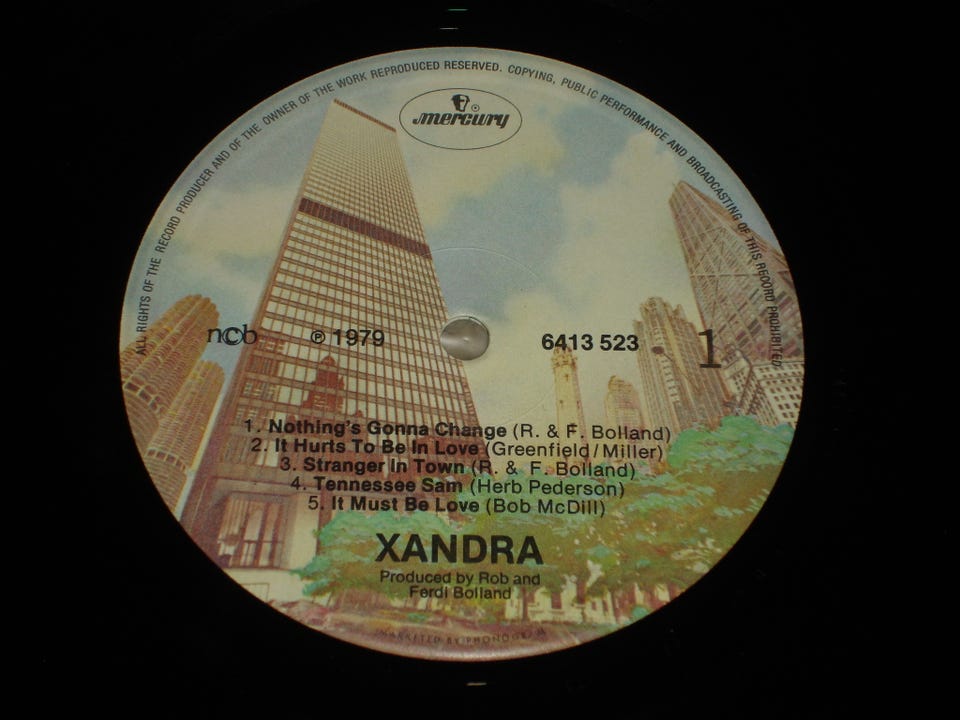 ALL RIGHTS OF THE RECORD PRODUCER AND OF THE OWNER OF THE WORK REPRODUCED RESERVED. COPYING, PUBLIC PERFORMANCE AND BROADCASTING OF THIS RECORD PROHIBITED
mercury
ncb ℗ 1979 6413 523 1
1. Nothing's Gonna Change (R. & F. Bolland)
2. It Hurts To Be In Love (Greenfield/Miller)
3. Stranger In Town (R. & F. Bolland)
4. Tennessee Sam (Herb Pederson)
5. It Must Be Love (Bob McDill)
XANDRA
Produced by Rob and
Ferdi Bolland
MARKETED BY PHONOGRAM